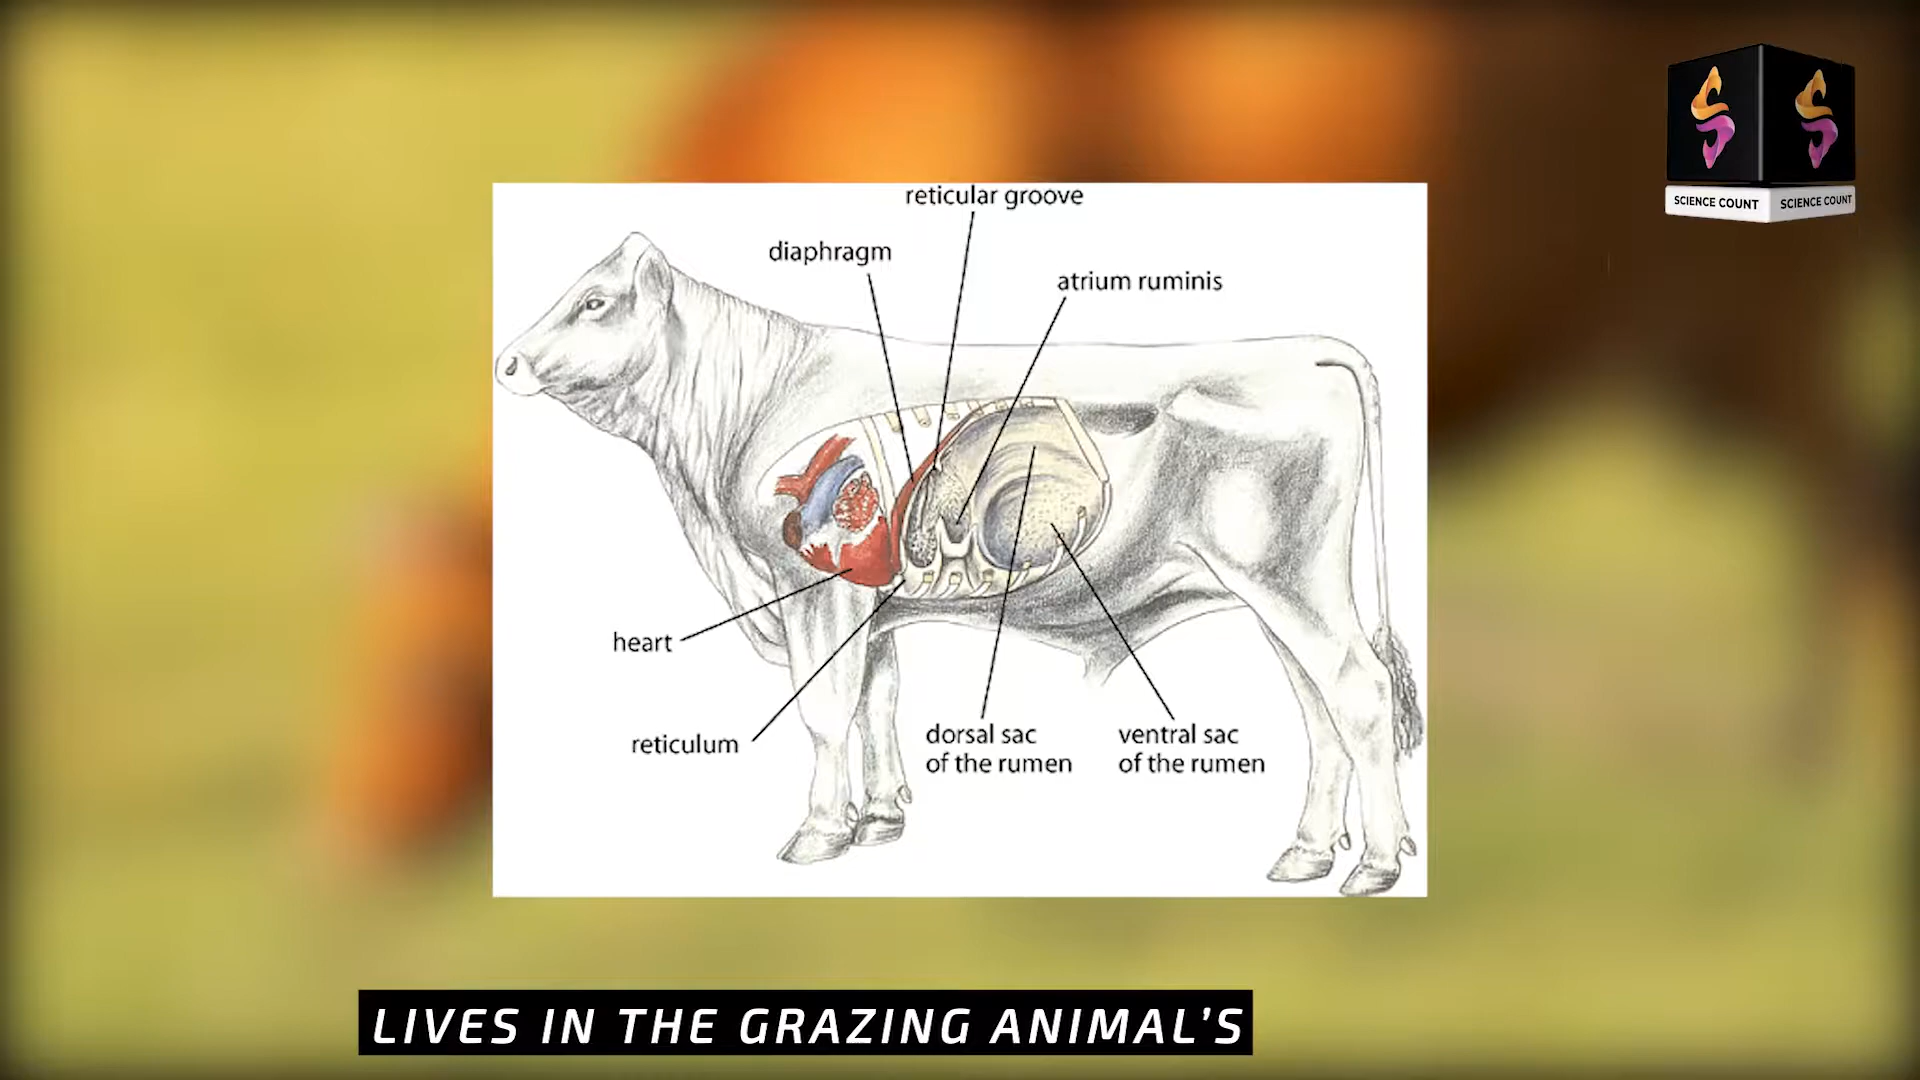 SCIENCE COUNT SCIENCE COUNT
reticular groove
diaphragm
atrium ruminis
heart
reticulum
dorsal sac
of the rumen
ventral sac
of the rumen
LIVES IN THE GRAZING ANIMAL'S